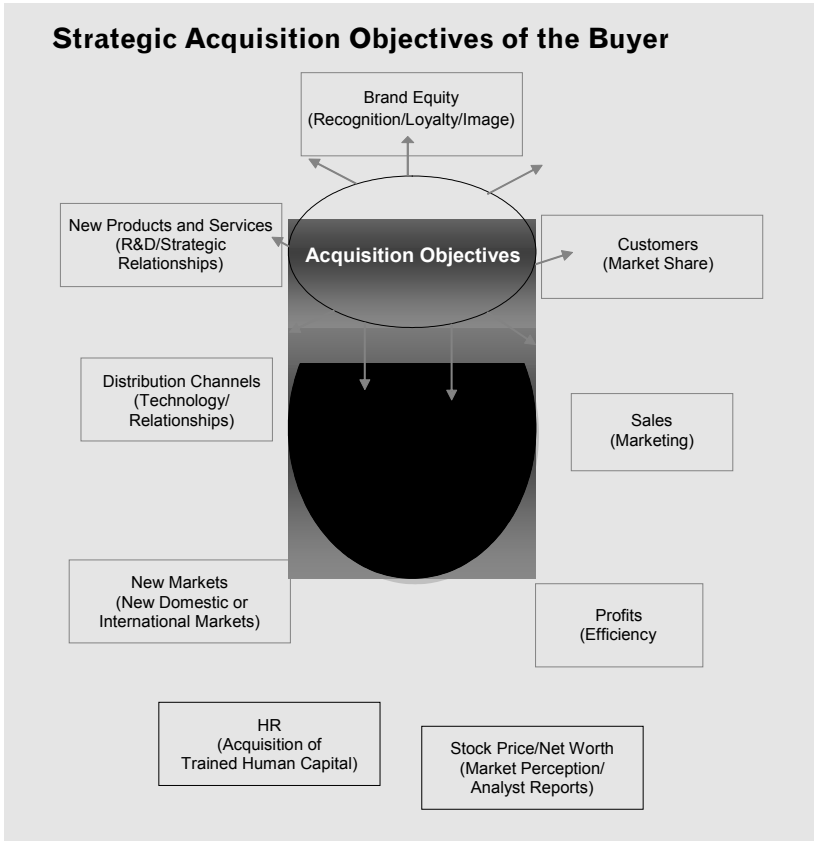 Strategic Acquisition Objectives of the Buyer
Brand Equity
(Recognition/Loyalty/Image)
New Products and Services
(R&D/Strategic
Relationships)
Acquisition Objectives
Customers
(Market Share)
Distribution Channels
(Technology/
Relationships)
Sales
(Marketing)
New Markets
(New Domestic or
International Markets)
Profits
(Efficiency
HR
(Acquisition of
Trained Human Capital)
Stock Price/Net Worth
(Market Perception/
Analyst Reports)